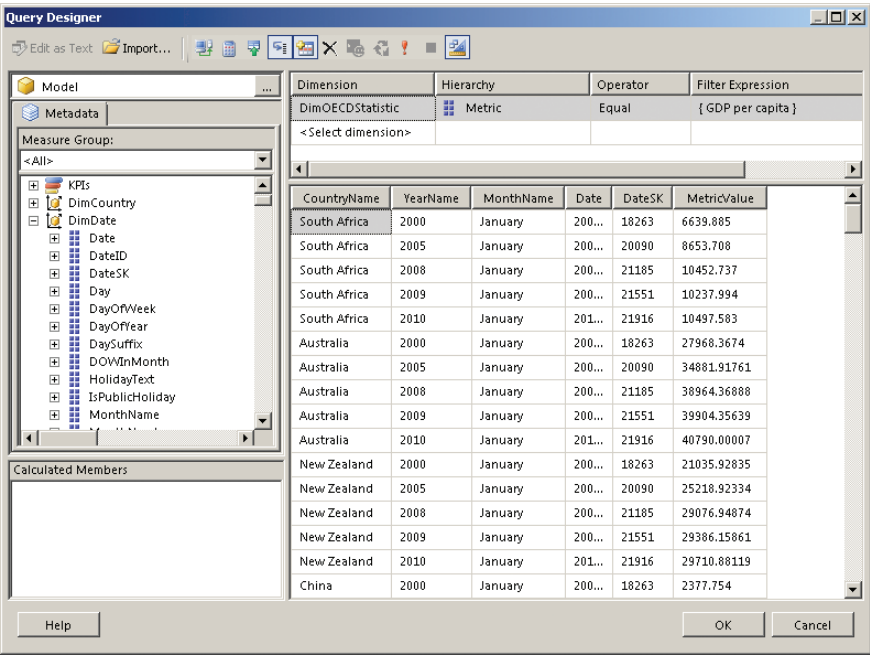 Query Designer
Edit as Text Import...
Model ...
Metadata
Measure Group:
<All>
KPIs
DimCountry
DimDate
Date
DateID
DateSK
Day
DayOfWeek
DayOfYear
DaySuffix
DOWInMonth
HolidayText
IsPublicHoliday
MonthName
Calculated Members
Dimension Hierarchy Operator Filter Expression
DimOECDStatistic Metric Equal { GDP per capita }
<Select dimension>
CountryName YearName MonthName Date DateSK MetricValue
South Africa 2000 January 200... 18263 6639.885
South Africa 2005 January 200... 20090 8653.708
South Africa 2008 January 200... 21185 10452.737
South Africa 2009 January 200... 21551 10237.994
South Africa 2010 January 201... 21916 10497.583
Australia 2000 January 200... 18263 27968.3674
Australia 2005 January 200... 20090 34881.91761
Australia 2008 January 200... 21185 38964.36888
Australia 2009 January 200... 21551 39904.35639
Australia 2010 January 201... 21916 40790.00007
New Zealand 2000 January 200... 18263 21035.92835
New Zealand 2005 January 200... 20090 25218.92334
New Zealand 2008 January 200... 21185 29076.94874
New Zealand 2009 January 200... 21551 29386.15861
New Zealand 2010 January 201... 21916 29710.88119
China 2000 January 200... 18263 2377.754
Help OK Cancel